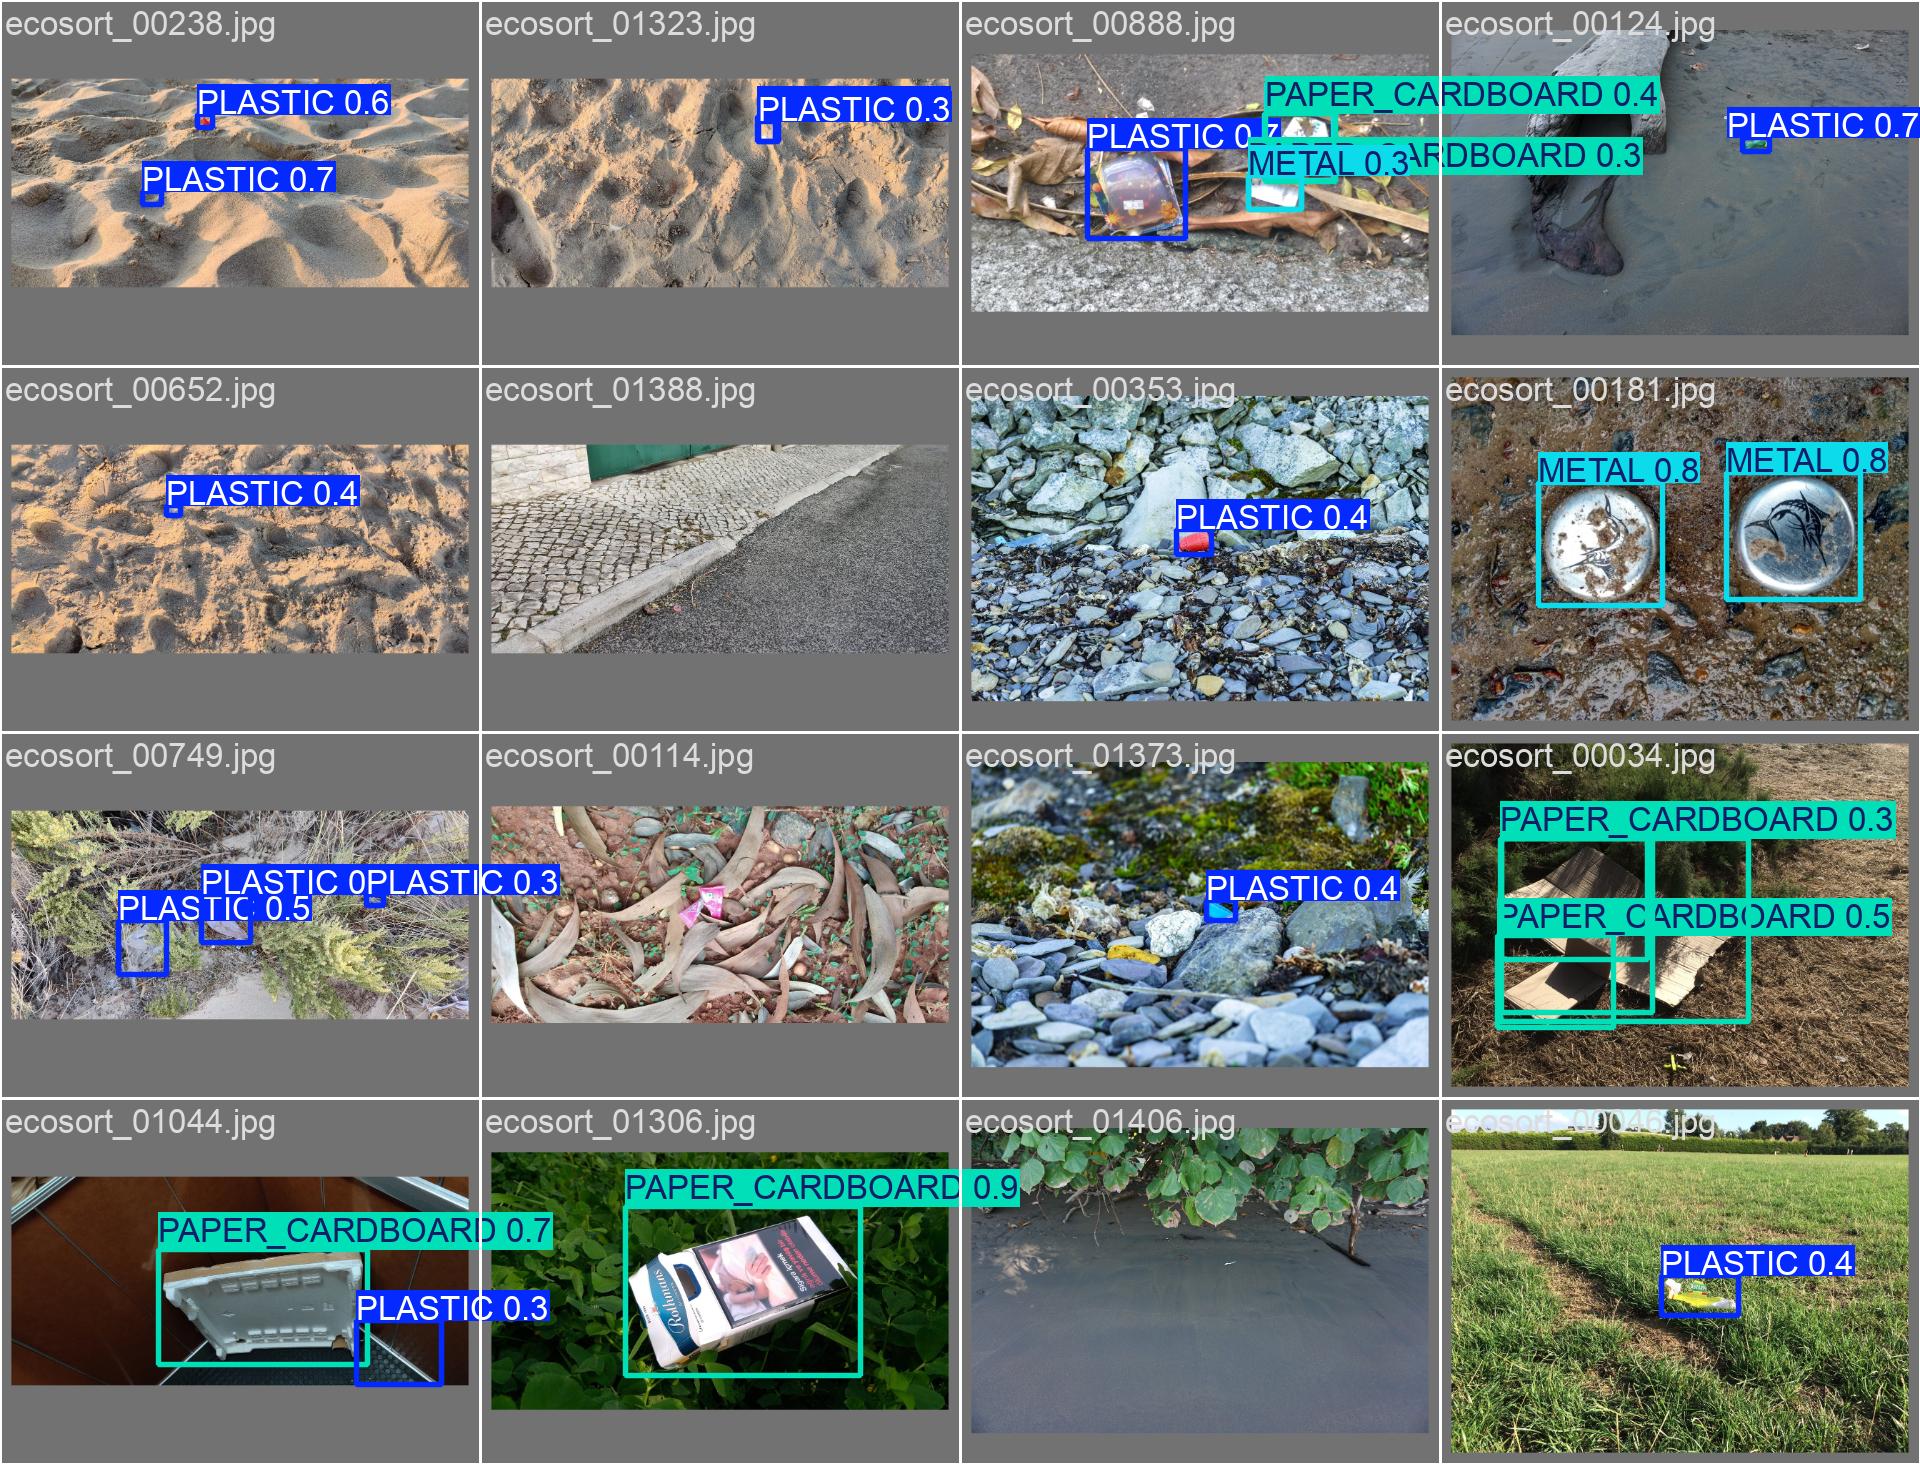 ecosort_00238.jpg
PLASTIC 0.6
PLASTIC 0.7
ecosort_01323.jpg
PLASTIC 0.3
ecosort_00888.jpg
PAPER_CARDBOARD 0.4
PLASTIC 0.7
METAL 0.3
RDBOARD 0.3
ecosort_00124.jpg
PLASTIC 0.7
ecosort_00652.jpg
PLASTIC 0.4
ecosort_01388.jpg
ecosort_00353.jpg
PLASTIC 0.4
ecosort_00181.jpg
METAL 0.8
METAL 0.8
ecosort_00749.jpg
PLASTIC 0
PLASTIC 0.3
PLASTIC 0.5
ecosort_00114.jpg
ecosort_01373.jpg
PLASTIC 0.4
ecosort_00034.jpg
PAPER_CARDBOARD 0.3
PAPER_CARDBOARD 0.5
ecosort_01044.jpg
PAPER_CARDBOARD 0.7
PLASTIC 0.3
ecosort_01306.jpg
PAPER_CARDBOARD 0.9
Rothmans
ecosort_01406.jpg
ecosort_00046.jpg
PLASTIC 0.4